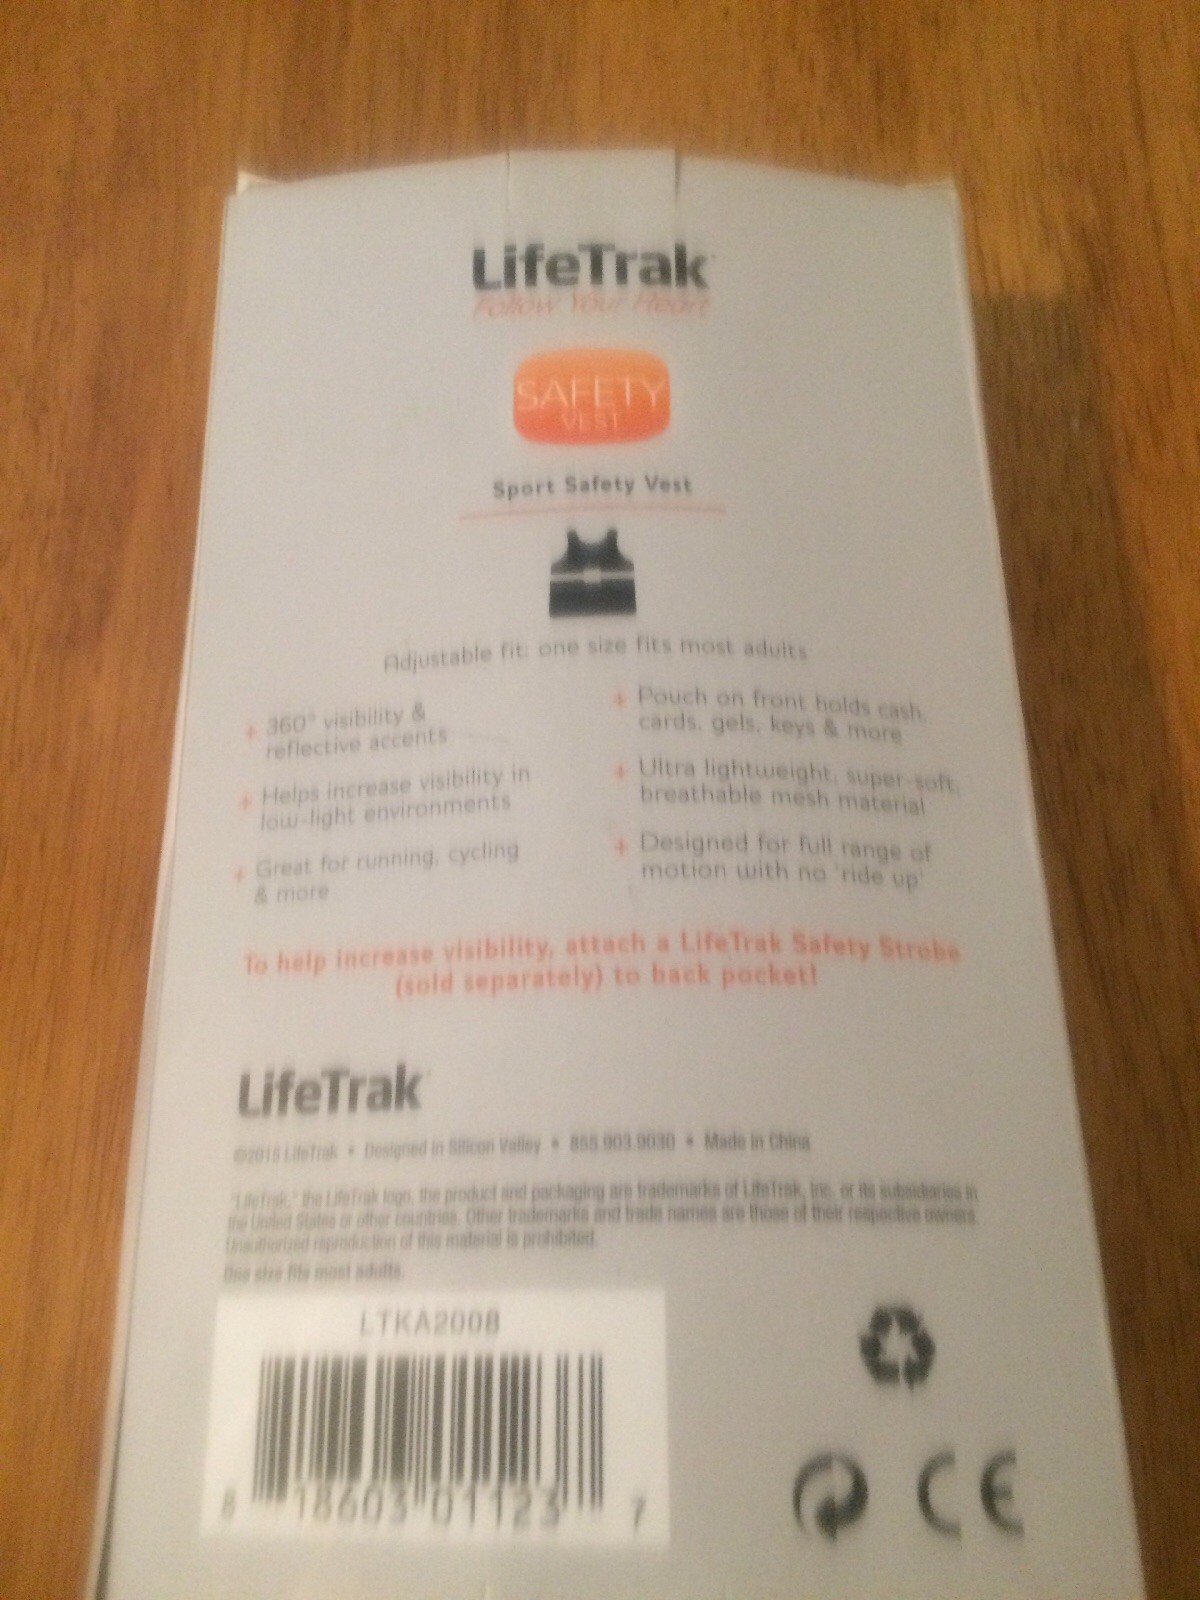 LifeTrak
Follow Your Heart
SAFETY
VEST
Sport Safety Vest
Adjustable fit: one size fits most adults
+ 360° visibility &
reflective accents
+ Helps increase visibility in
low-light environments
+ Great for running, cycling
& more
+ Pouch on front holds cash,
cards, gels, keys & more
+ Ultra lightweight, super-soft,
breathable mesh material
+ Designed for full range of
motion with no 'ride up'
To help increase visibility, attach a LifeTrak Safety Strobe
(sold separately) to back pocket!
LifeTrak
©2015 LifeTrak • Designed in Silicon Valley • 855.903.9030 • Made in China
"LifeTrak," the LifeTrak logo, the product and packaging are trademarks of LifeTrak, Inc. or its subsidiaries in
the United States or other countries. Other trademarks and trade names are those of their respective owners.
Unauthorized reproduction of this material is prohibited.
One size fits most adults.
LTKA2008
8 18603 01123 7
CE